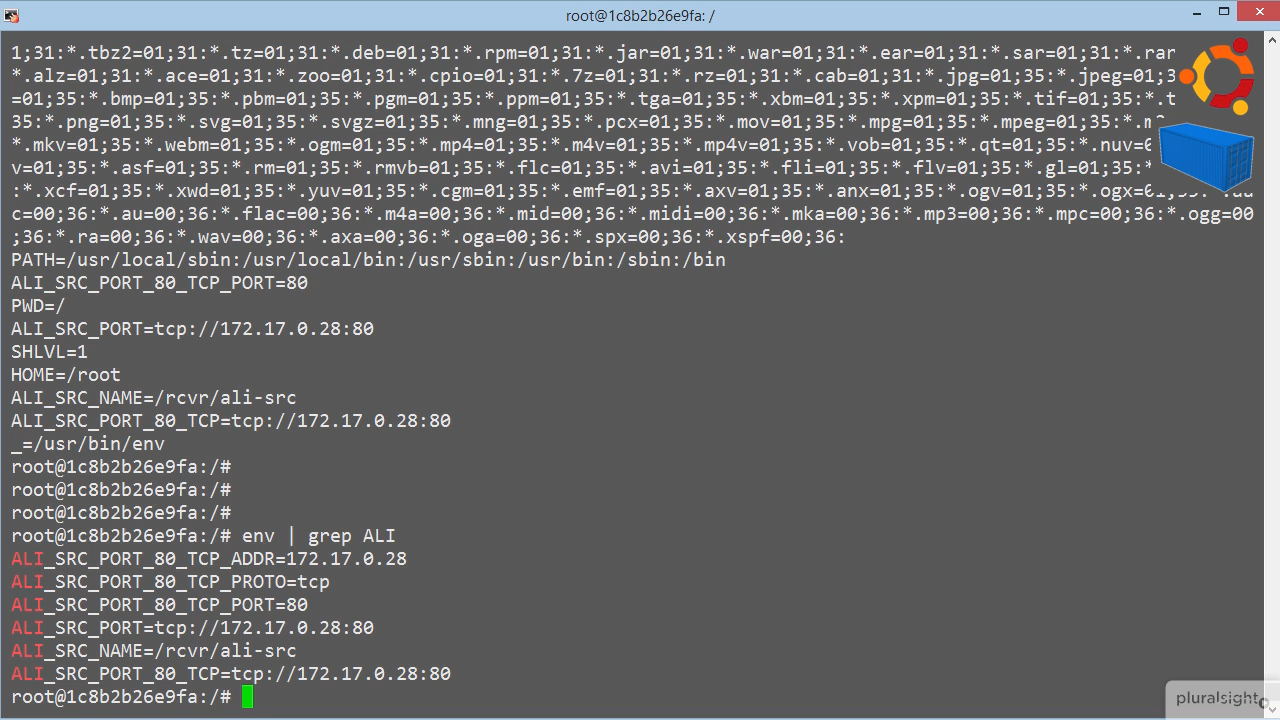 root@1c8b2b26e9fa: /
1;31:*.tbz2=01;31:*.tz=01;31:*.deb=01;31:*.rpm=01;31:*.jar=01;31:*.war=01;31:*.ear=01;31:*.sar=01;31:*.rar
*.alz=01;31:*.ace=01;31:*.zoo=01;31:*.cpio=01;31:*.7z=01;31:*.rz=01;31:*.cab=01;31:*.jpg=01;35:*.jpeg=01;3
=01;35:*.bmp=01;35:*.pbm=01;35:*.pgm=01;35:*.ppm=01;35:*.tga=01;35:*.xbm=01;35:*.xpm=01;35:*.tif=01;35:*.t
35:*.png=01;35:*.svg=01;35:*.svgz=01;35:*.mng=01;35:*.pcx=01;35:*.mov=01;35:*.mpg=01;35:*.mpeg=01;35:*.m
*.mkv=01;35:*.webm=01;35:*.ogm=01;35:*.mp4=01;35:*.m4v=01;35:*.mp4v=01;35:*.vob=01;35:*.qt=01;35:*.nuv=
v=01;35:*.asf=01;35:*.rm=01;35:*.rmvb=01;35:*.flc=01;35:*.avi=01;35:*.fli=01;35:*.flv=01;35:*.gl=01;35:*
:*.xcf=01;35:*.xwd=01;35:*.yuv=01;35:*.cgm=01;35:*.emf=01;35:*.axv=01;35:*.anx=01;35:*.ogv=01;35:*.ogx=01;35:*.au
c=00;36:*.au=00;36:*.flac=00;36:*.m4a=00;36:*.mid=00;36:*.midi=00;36:*.mka=00;36:*.mp3=00;36:*.mpc=00;36:*.ogg=00
;36:*.ra=00;36:*.wav=00;36:*.axa=00;36:*.oga=00;36:*.spx=00;36:*.xspf=00;36:
PATH=/usr/local/sbin:/usr/local/bin:/usr/sbin:/usr/bin:/sbin:/bin
ALI_SRC_PORT_80_TCP_PORT=80
PWD=/
ALI_SRC_PORT=tcp://172.17.0.28:80
SHLVL=1
HOME=/root
ALI_SRC_NAME=/rcvr/ali-src
ALI_SRC_PORT_80_TCP=tcp://172.17.0.28:80
_=/usr/bin/env
root@1c8b2b26e9fa:/#
root@1c8b2b26e9fa:/#
root@1c8b2b26e9fa:/#
root@1c8b2b26e9fa:/# env | grep ALI
ALI_SRC_PORT_80_TCP_ADDR=172.17.0.28
ALI_SRC_PORT_80_TCP_PROTO=tcp
ALI_SRC_PORT_80_TCP_PORT=80
ALI_SRC_PORT=tcp://172.17.0.28:80
ALI_SRC_NAME=/rcvr/ali-src
ALI_SRC_PORT_80_TCP=tcp://172.17.0.28:80
root@1c8b2b26e9fa:/#
pluralsight